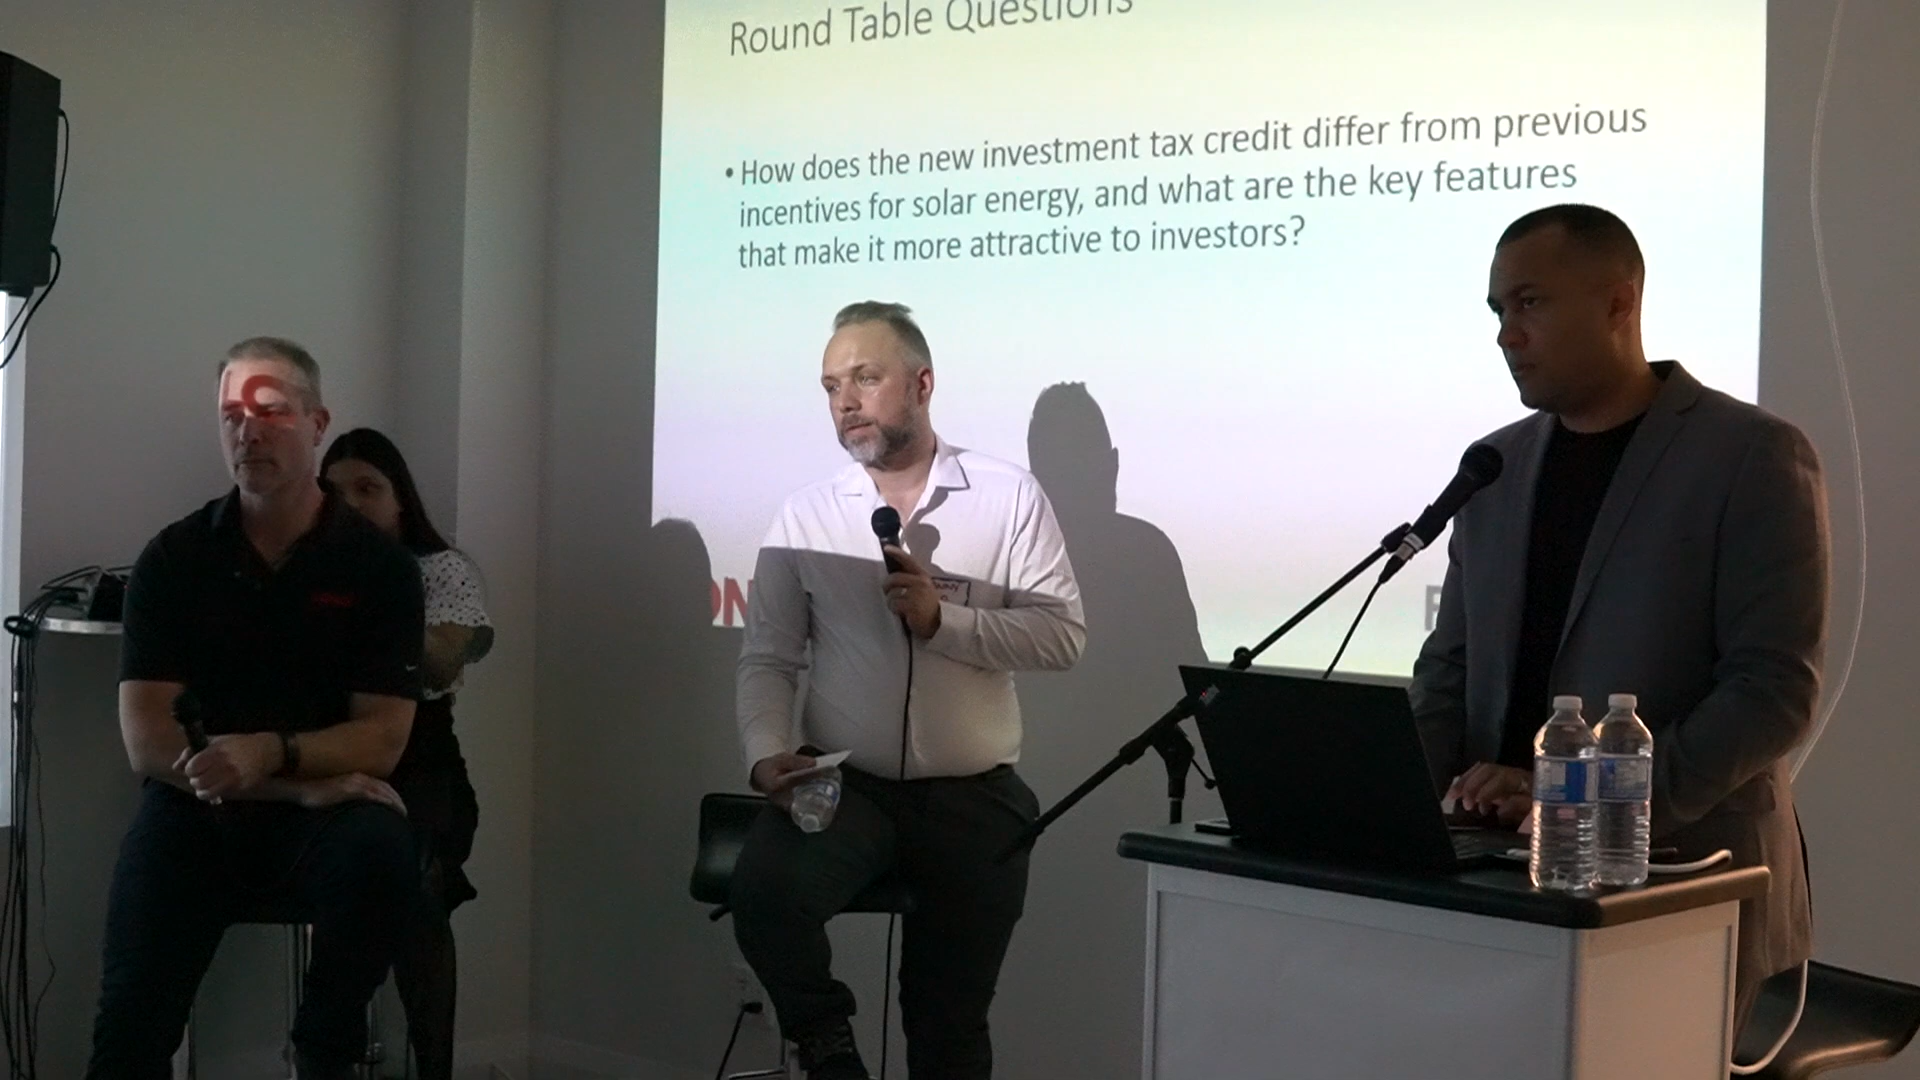 Round Table Questions
• How does the new investment tax credit differ from previous
incentives for solar energy, and what are the key features
that make it more attractive to investors?